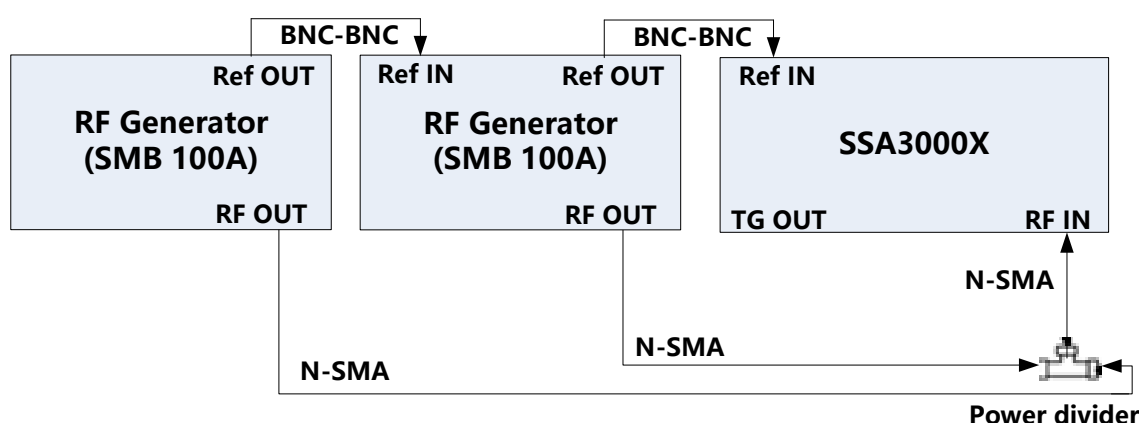 BNC-BNC
BNC-BNC
Ref OUT
Ref IN
Ref OUT
Ref IN
RF Generator
(SMB 100A)
RF Generator
(SMB 100A)
SSA3000X
RF OUT
RF OUT
TG OUT
RF IN
N-SMA
N-SMA
N-SMA
Power divider